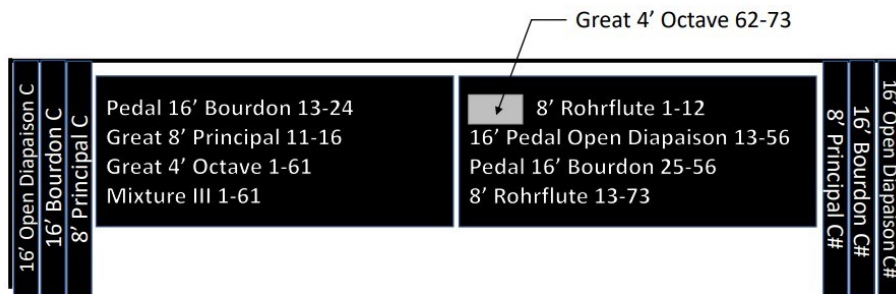 Great 4’ Octave 62-73
16’ Open Diapaison C
16’ Bourdon C
8’ Principal C
Pedal 16’ Bourdon 13-24
Great 8’ Principal 11-16
Great 4’ Octave 1-61
Mixture III 1-61
8’ Rohrflute 1-12
16’ Pedal Open Diapaison 13-56
Pedal 16’ Bourdon 25-56
8’ Rohrflute 13-73
8’ Principal C#
16’ Bourdon C#
16’ Open Diapaison C#